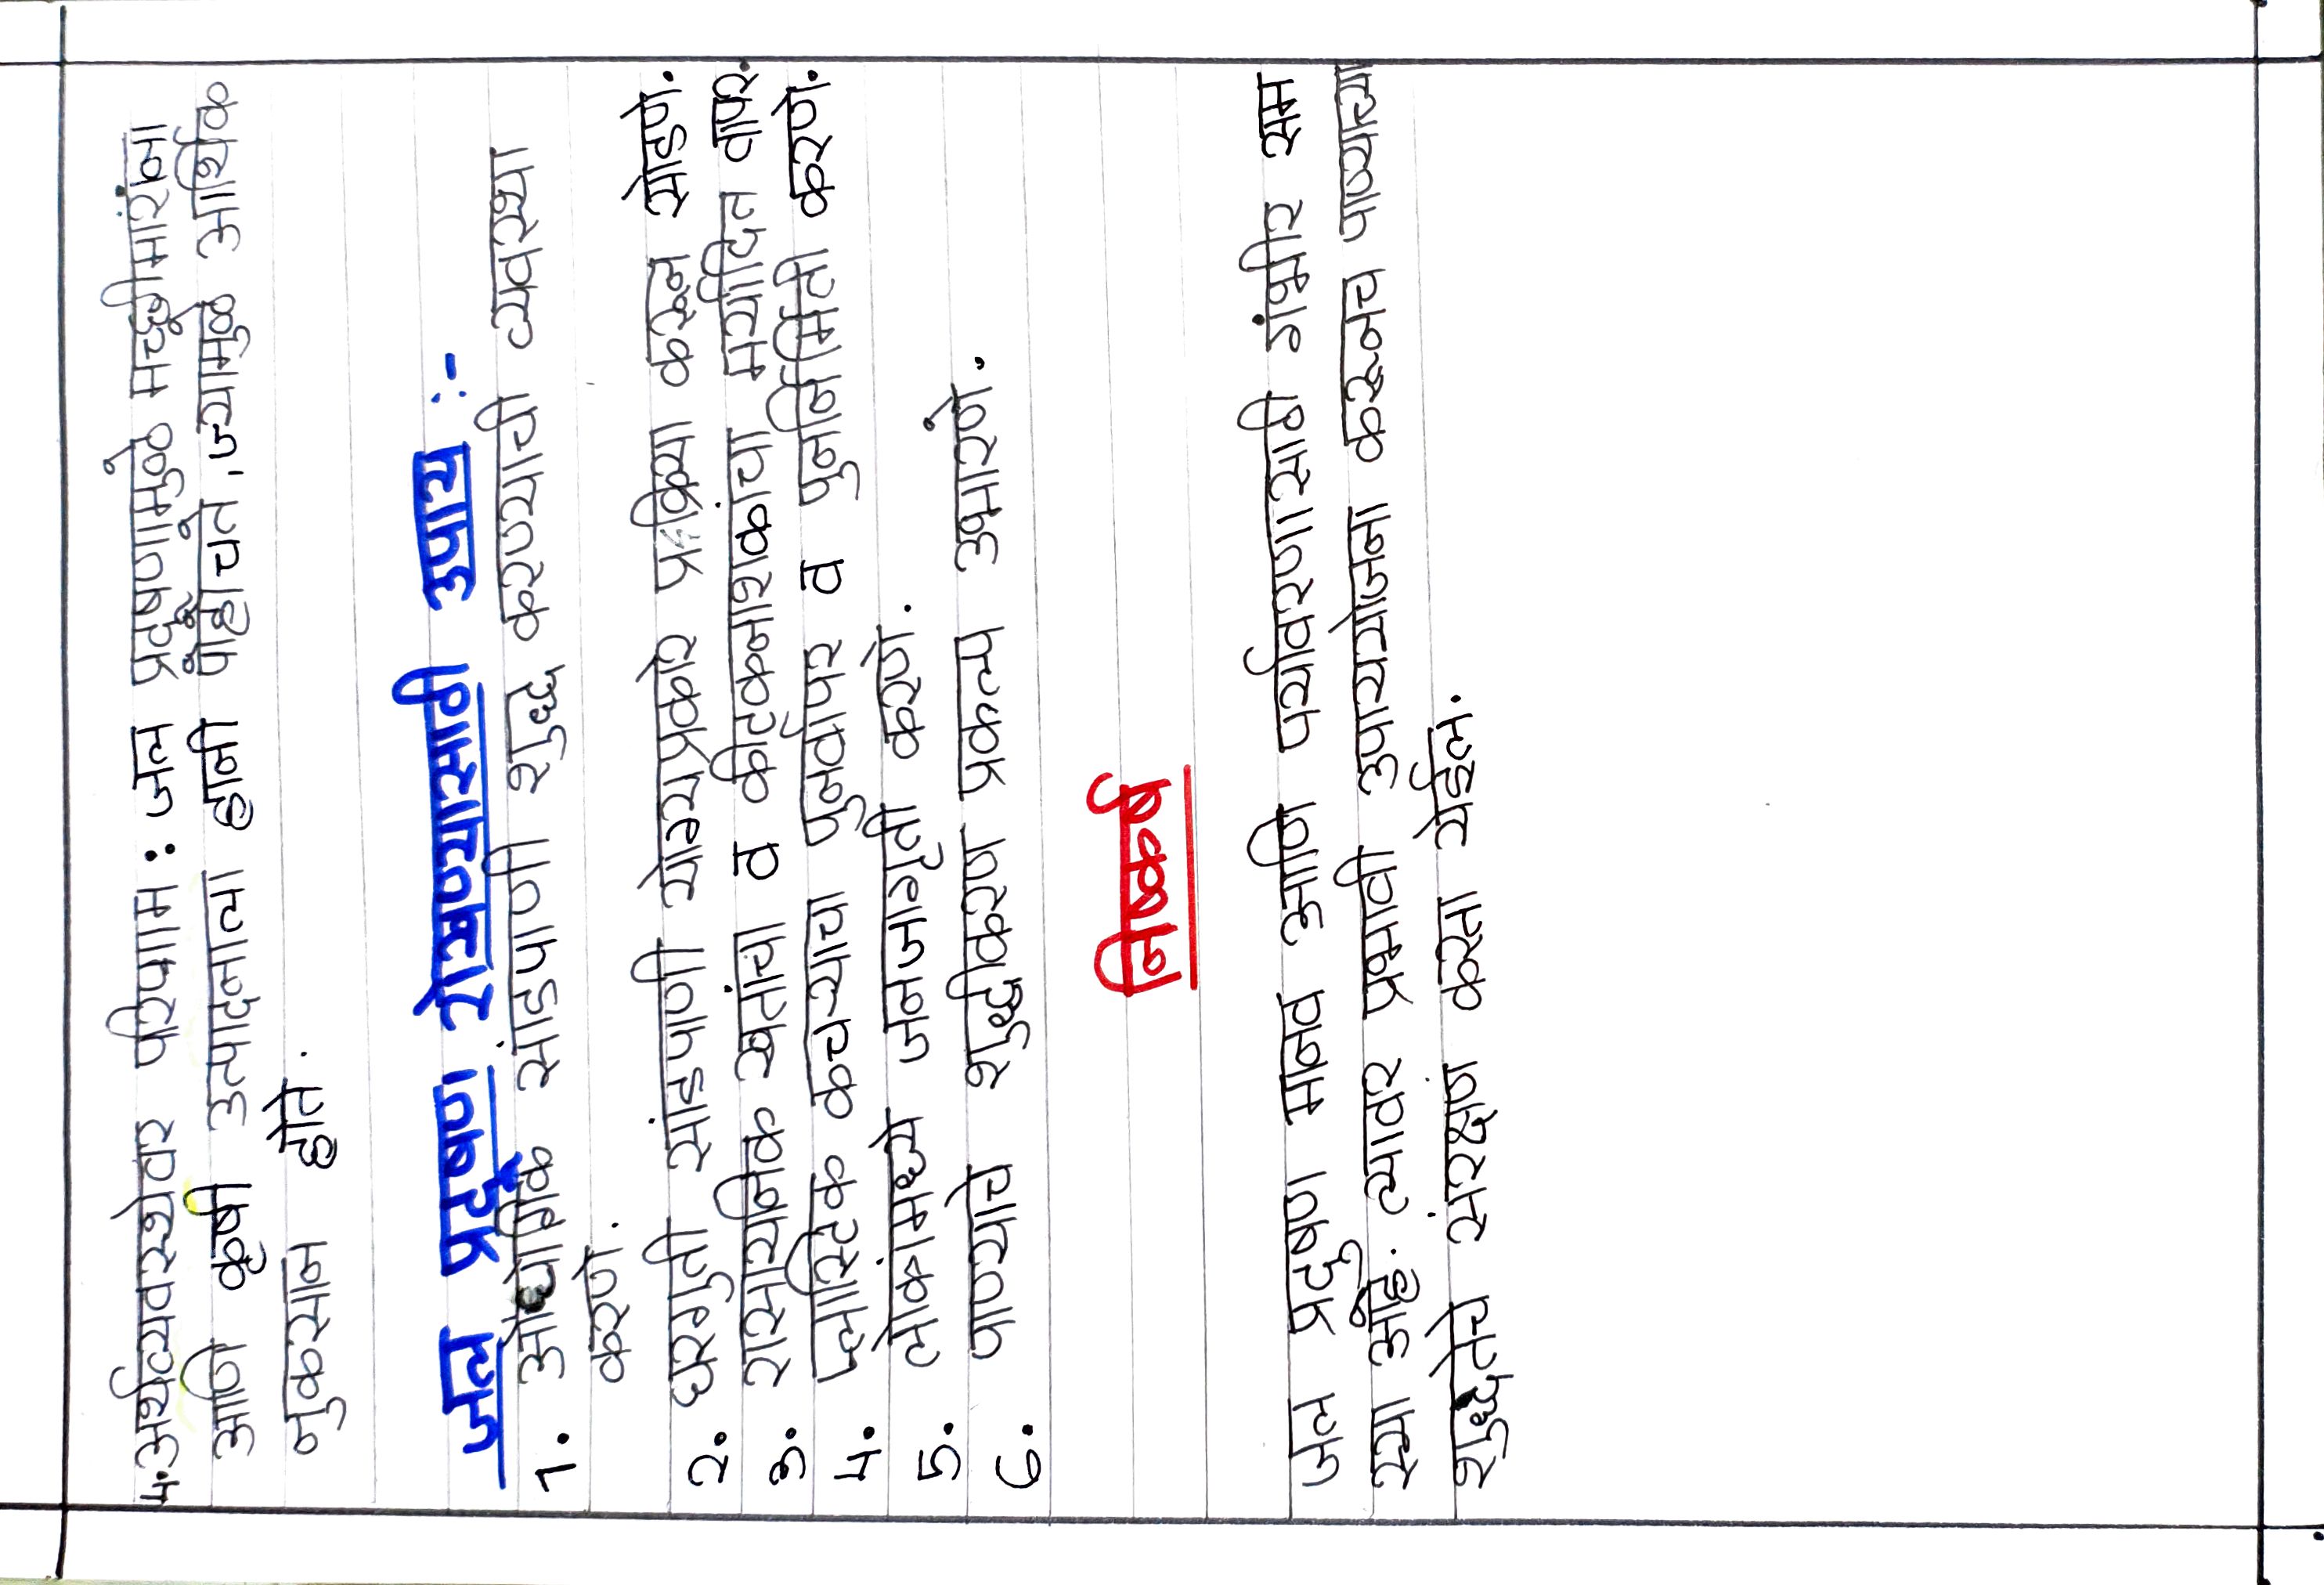 4. अर्थव्यवस्थेवर परिणाम : जल प्रदूषणामुळे मच्छीमारांना
आणि कृषी उत्पादनाला हानी पोहोचते, ज्यामुळे आर्थिक
नुकसान होते.
जल प्रदूषण रोखण्यासाठी उपाय :-
1. औद्योगिक सांडपाणी शुद्ध करण्याची व्यवस्था
करणे.
2. घरगुती सांडपाणी योग्यप्रकारे प्रक्रिया करून सोडणे.
3. रासायनिक खतांचा व कीटकनाशकांचा मर्यादित वापर.
4. प्लास्टिक कचऱ्याचा पुनर्वापर व पुनर्निर्मिती करणे.
5. लोकांमध्ये जनजागृती करणे.
6. पाण्याचे शुद्धीकरण प्रकल्प उभारणे.
निष्कर्ष
जल प्रदुषण मानव आणि पर्यावरणासाठी गंभीर सम
स्या आहे. त्यावर प्रभावी उपाययोजना करूनच पाण्याच्या
शुद्धतेचे संरक्षण करता येईल.